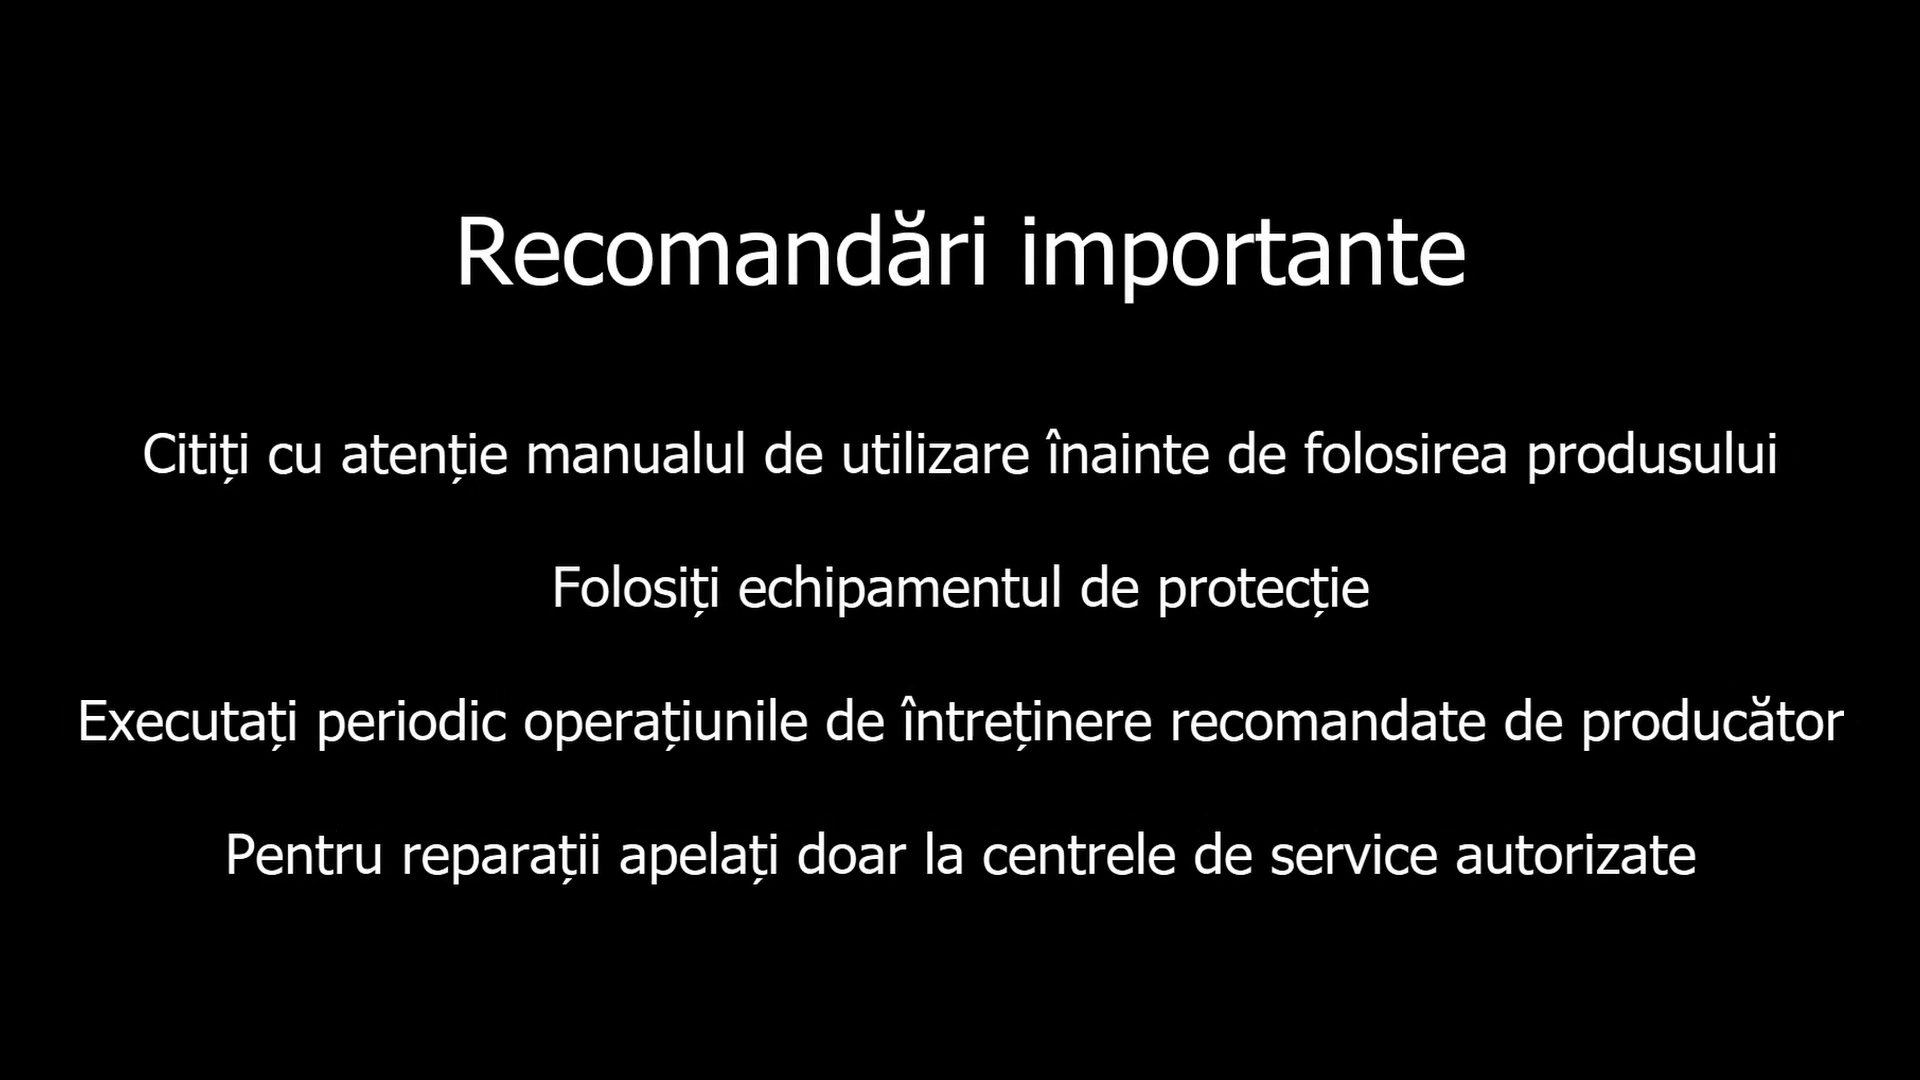 Recomandări importante
Citiți cu atenție manualul de utilizare înainte de folosirea produsului
Folosiți echipamentul de protecție
Executați periodic operațiunile de întreținere recomandate de producător
Pentru reparații apelați doar la centrele de service autorizate